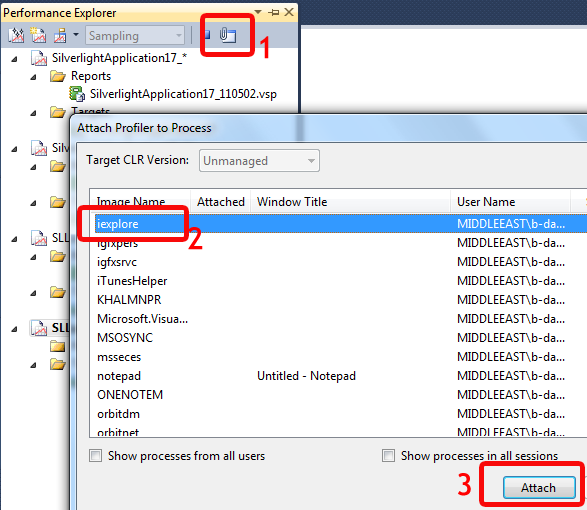 Performance Explorer
Sampling
1
SilverlightApplication17_*
Reports
SilverlightApplication17_110502.vsp
Targets
Attach Profiler to Process
Sil
Target CLR Version: Unmanaged
Image Name Attached Window Title User Name
iexplore MIDDLEEAST\b-da...
2
igfxpers MIDDLEEAST\b-da...
SLL
igfxsrvc MIDDLEEAST\b-da...
iTunesHelper MIDDLEEAST\b-da...
KHALMNPR MIDDLEEAST\b-da...
Microsoft.Visua... MIDDLEEAST\b-da...
SLL
MSOSYNC MIDDLEEAST\b-da...
msseces MIDDLEEAST\b-da...
notepad Untitled - Notepad MIDDLEEAST\b-da...
ONENOTEM MIDDLEEAST\b-da...
orbitdm MIDDLEEAST\b-da...
orbitnet MIDDLEEAST\b-da...
Show processes from all users Show processes in all sessions
3
Attach